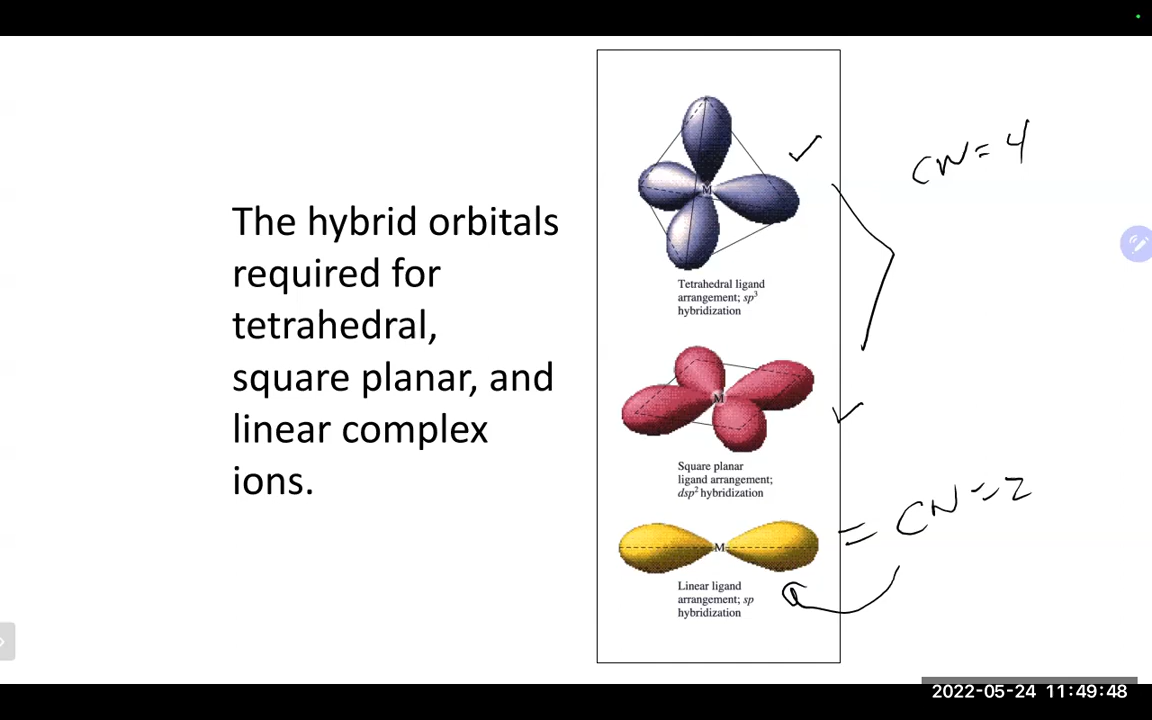 The hybrid orbitals
required for
tetrahedral,
square planar, and
linear complex
ions.
M
Tetrahedral ligand
arrangement; sp³
hybridization
CN=4
M
Square planar
ligand arrangement;
dsp² hybridization
M
= CN=2
Linear ligand
arrangement; sp
hybridization
2022-05-24 11:49:48